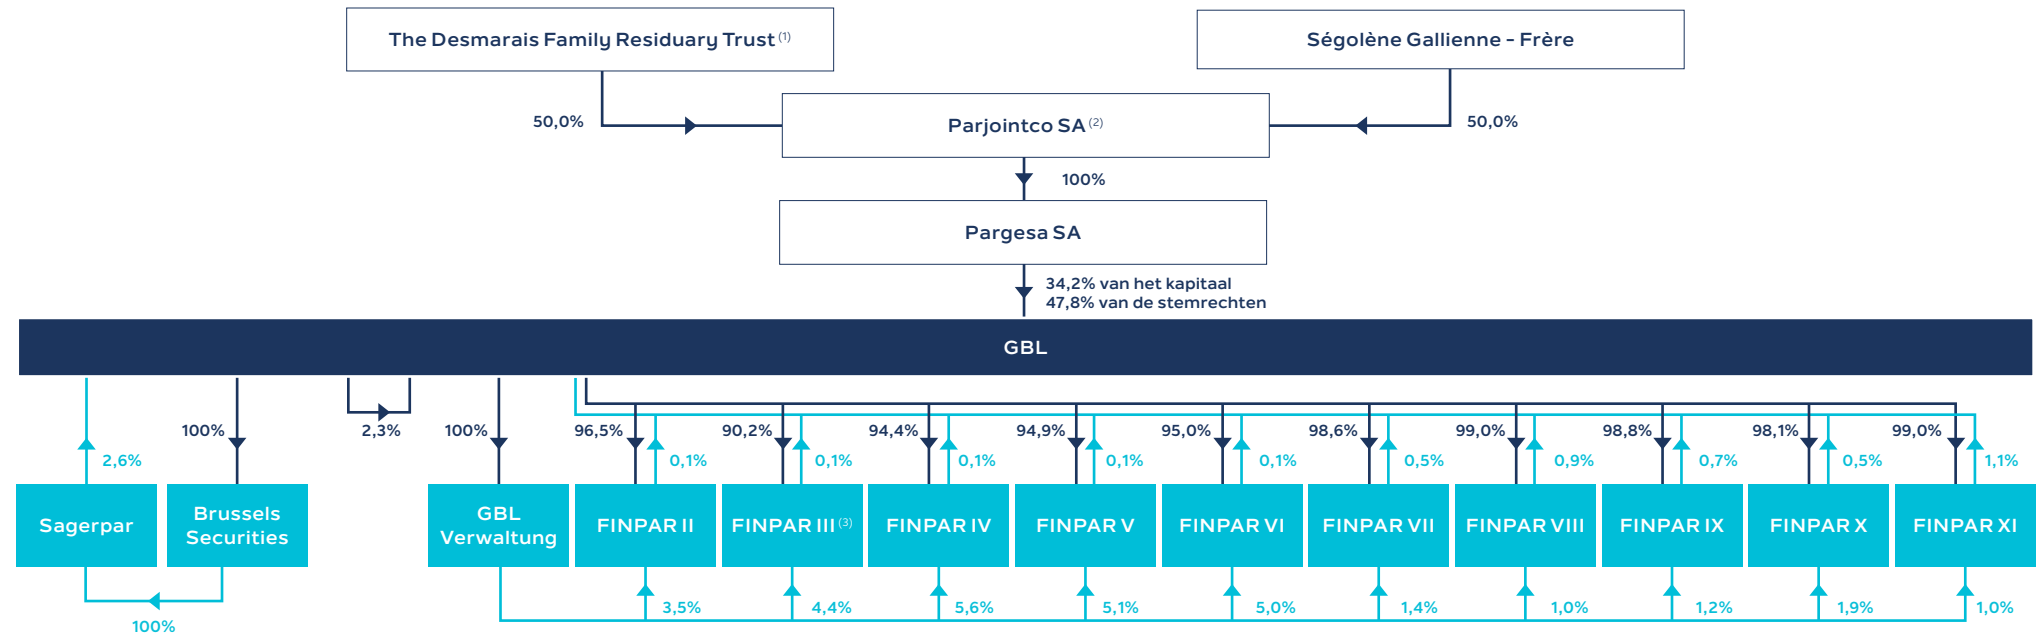 The Desmarais Family Residuary Trust (1)
Ségolène Gallienne - Frère
50,0%
Parjointco SA (2)
50,0%
100%
Pargesa SA
34,2% van het kapitaal
47,8% van de stemrechten
GBL
100%
2,3%
100%
96,5%
90,2%
94,4%
94,9%
95,0%
98,6%
99,0%
98,8%
98,1%
99,0%
2,6%
0,1%
0,1%
0,1%
0,1%
0,1%
0,5%
0,9%
0,7%
0,5%
1,1%
Sagerpar
Brussels
Securities
GBL
Verwaltung
FINPAR II
FINPAR III (3)
FINPAR IV
FINPAR V
FINPAR VI
FINPAR VII
FINPAR VIII
FINPAR IX
FINPAR X
FINPAR XI
3,5%
4,4%
5,6%
5,1%
5,0%
1,4%
1,0%
1,2%
1,9%
1,0%
100%